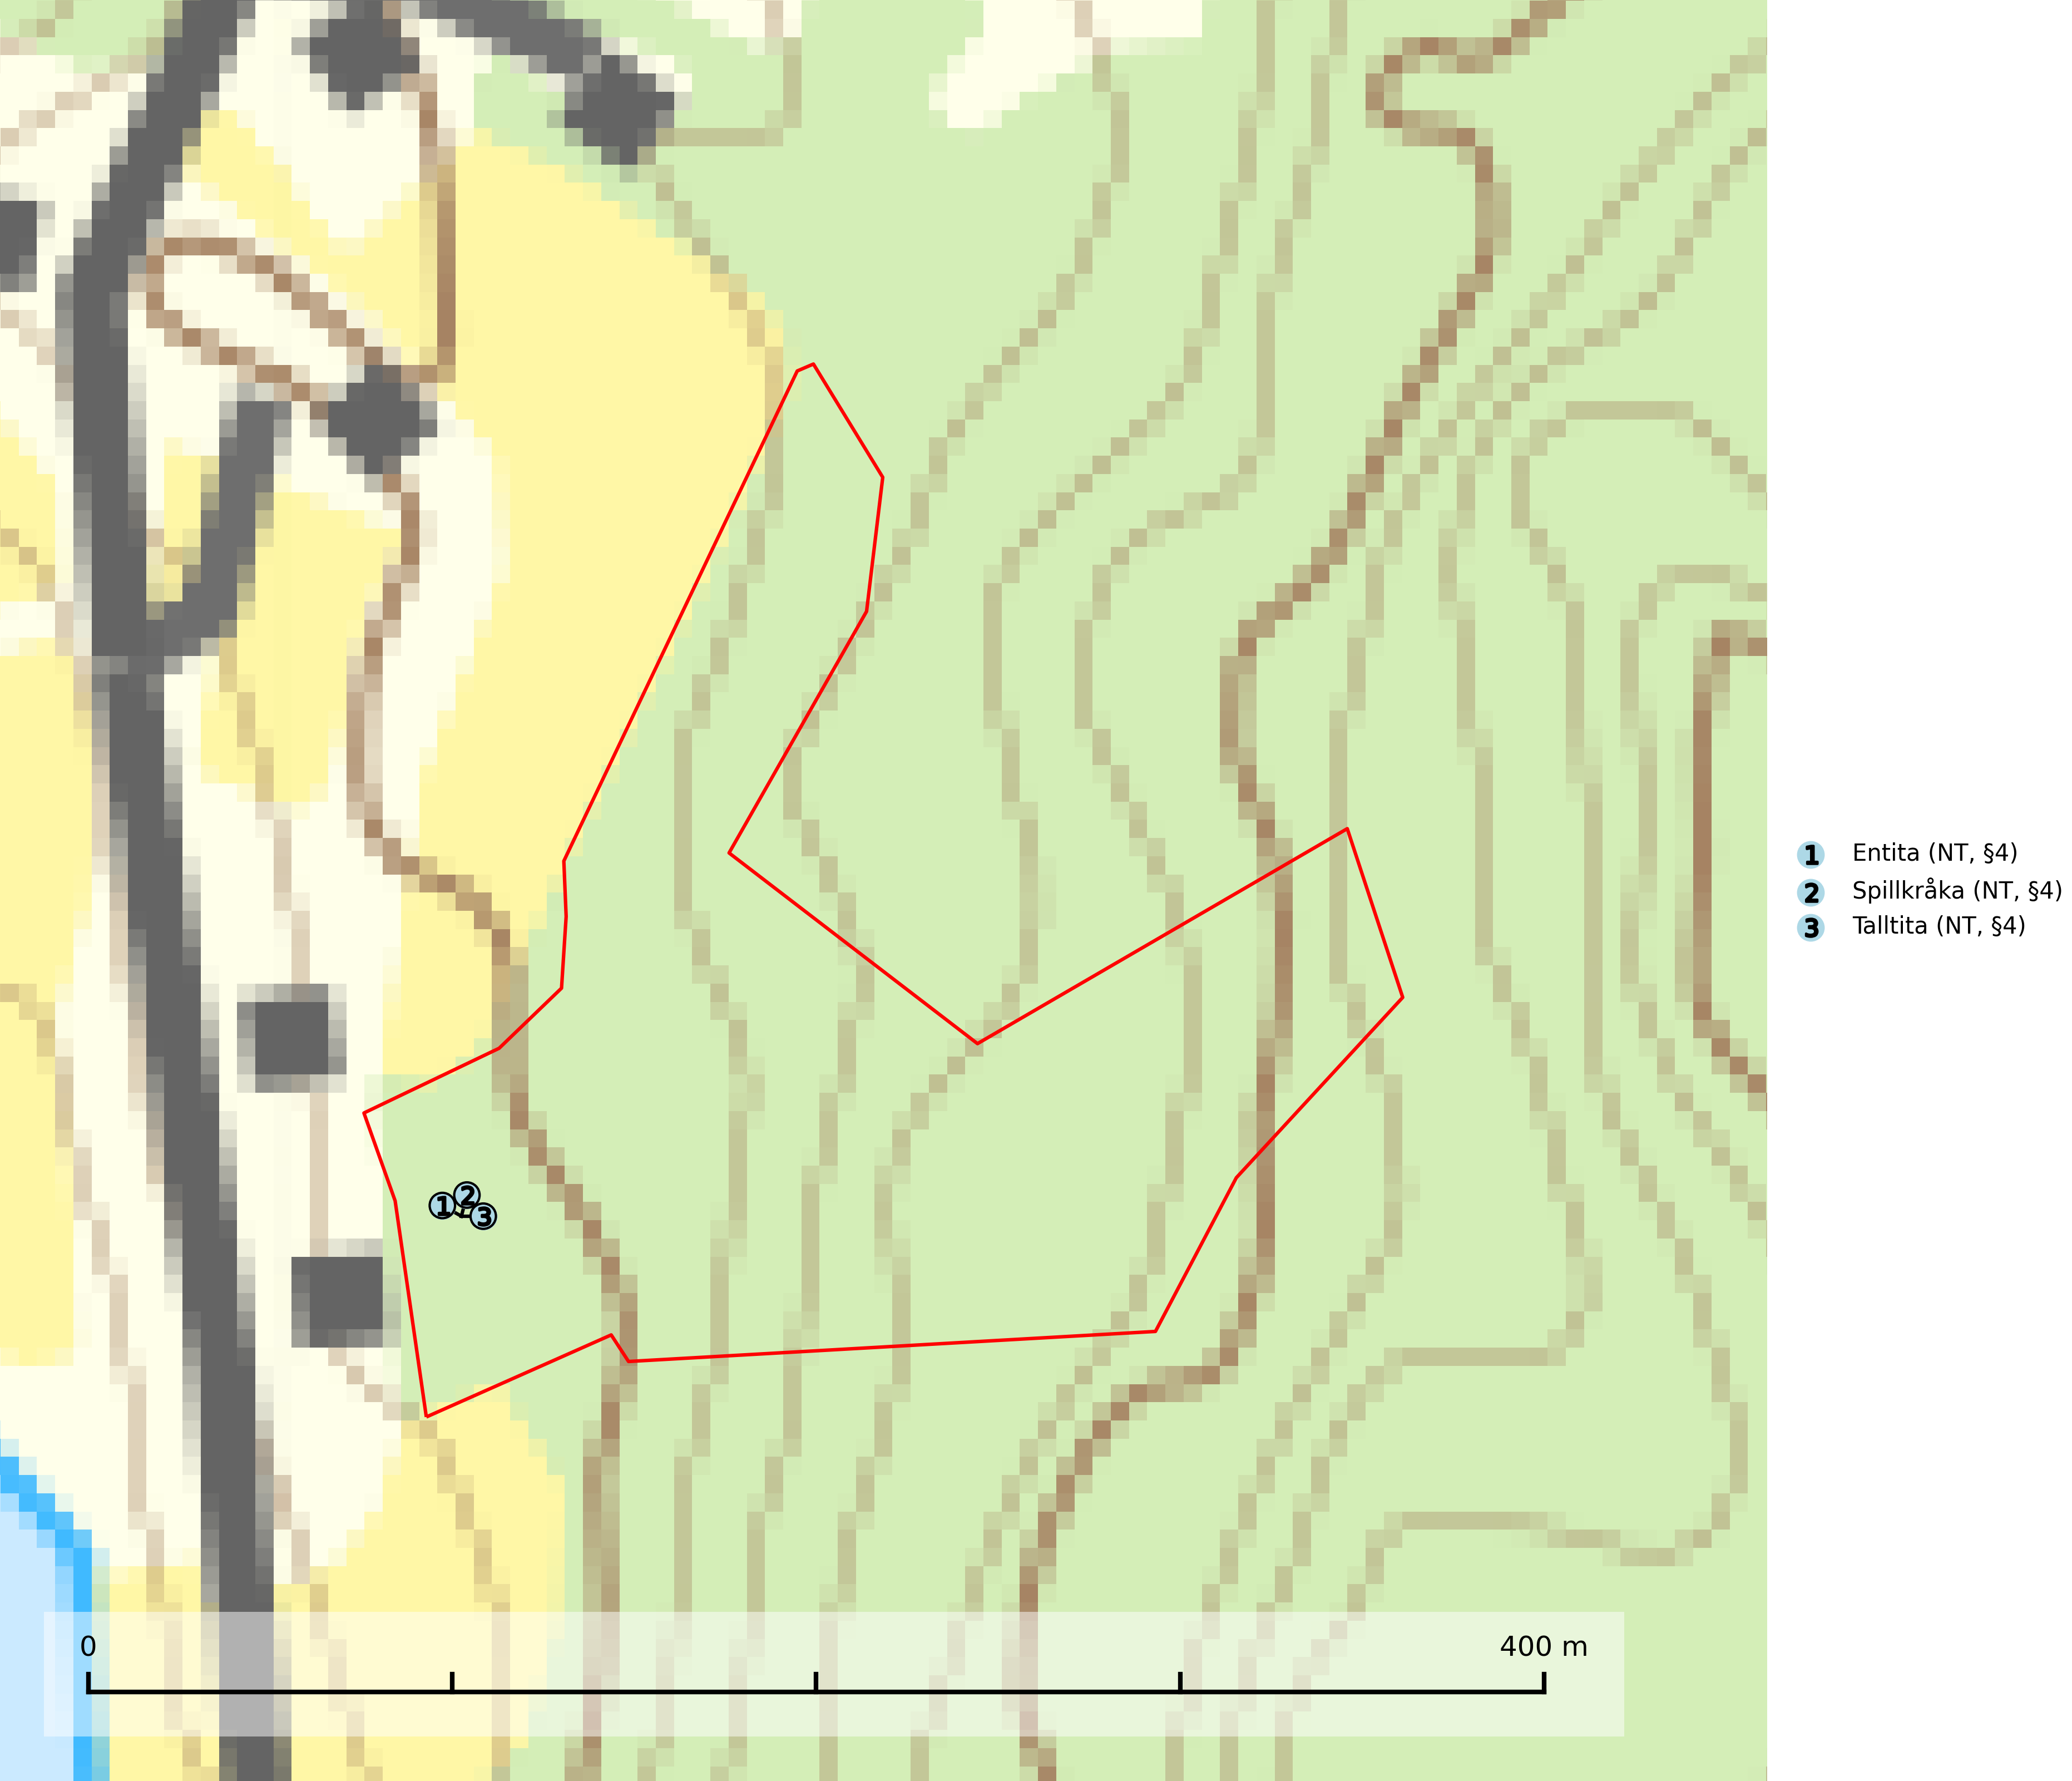 1 Entita (NT, §4)
2 Spillkråka (NT, §4)
3 Talltita (NT, §4)
1 2 3
0 400 m